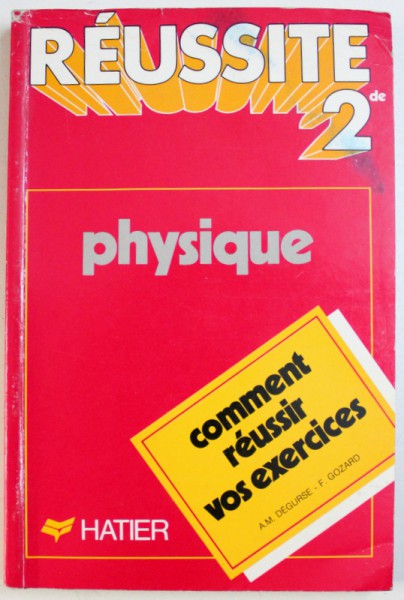 RÉUSSITE
2de
physique
comment
réussir
vos exercices
A.M. DEGURSE - F. GOZARD
HATIER